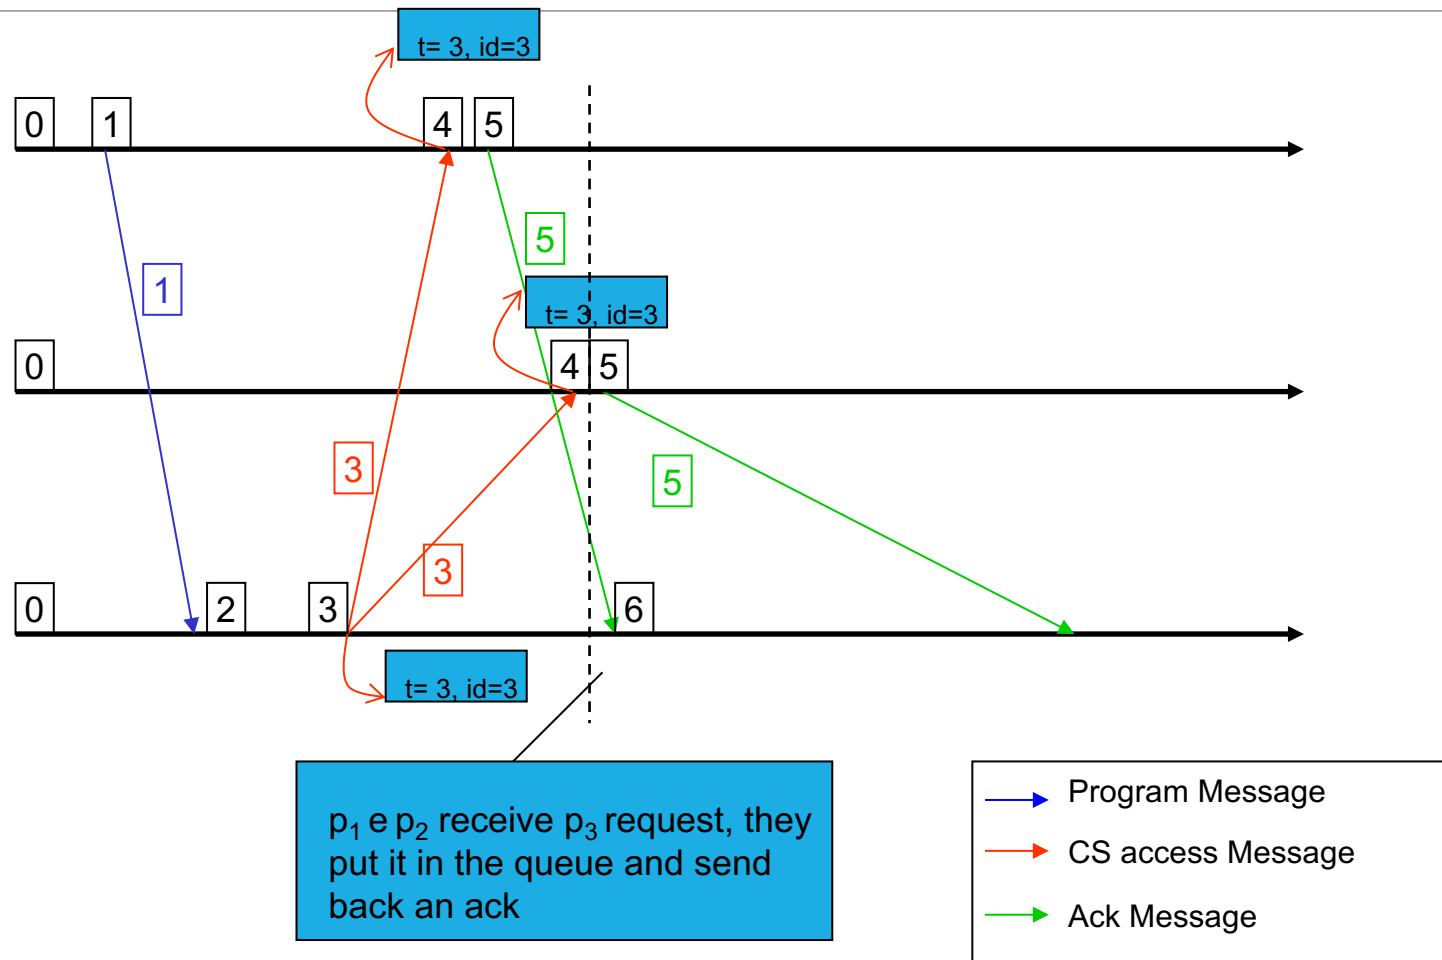 t= 3, id=3
0 1 4 5
5
1
t= 3, id=3
0 4 5
3
5
3
0 2 3 6
t= 3, id=3
p₁ e p₂ receive p₃ request, they
put it in the queue and send
back an ack
Program Message
CS access Message
Ack Message